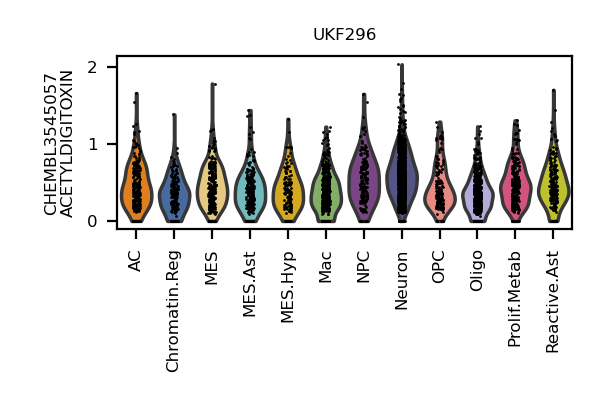 UKF296
CHEMBL3545057
ACETYLDIGITOXIN
2
1
0
AC
Chromatin.Reg
MES
MES.Ast
MES.Hyp
Mac
NPC
Neuron
OPC
Oligo
Prolif.Metab
Reactive.Ast